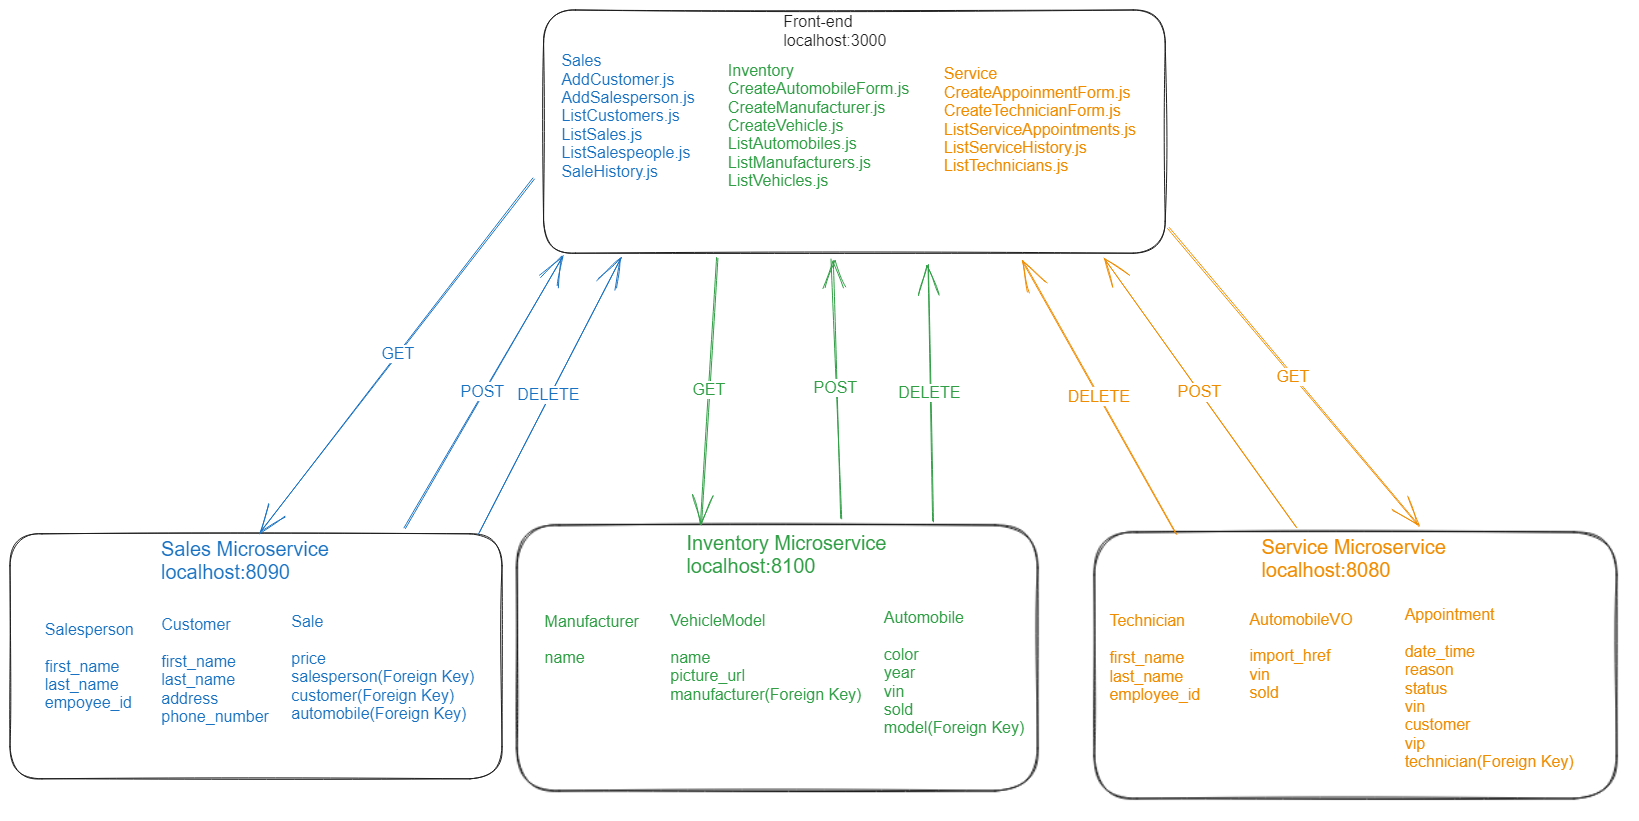 Front-end
localhost:3000
Sales
AddCustomer.js
AddSalesperson.js
ListCustomers.js
ListSales.js
ListSalespeople.js
SaleHistory.js
Inventory
CreateAutomobileForm.js
CreateManufacturer.js
CreateVehicle.js
ListAutomobiles.js
ListManufacturers.js
ListVehicles.js
Service
CreateAppoinmentForm.js
CreateTechnicianForm.js
ListServiceAppointments.js
ListServiceHistory.js
ListTechnicians.js
GET
POST
DELETE
GET
POST
DELETE
DELETE
POST
GET
Sales Microservice
localhost:8090
Salesperson
first_name
last_name
empoyee_id
Customer
first_name
last_name
address
phone_number
Sale
price
salesperson(Foreign Key)
customer(Foreign Key)
automobile(Foreign Key)
Inventory Microservice
localhost:8100
Manufacturer
name
VehicleModel
name
picture_url
manufacturer(Foreign Key)
Automobile
color
year
vin
sold
model(Foreign Key)
Service Microservice
localhost:8080
Technician
first_name
last_name
employee_id
AutomobileVO
import_href
vin
sold
Appointment
date_time
reason
status
vin
customer
vip
technician(Foreign Key)